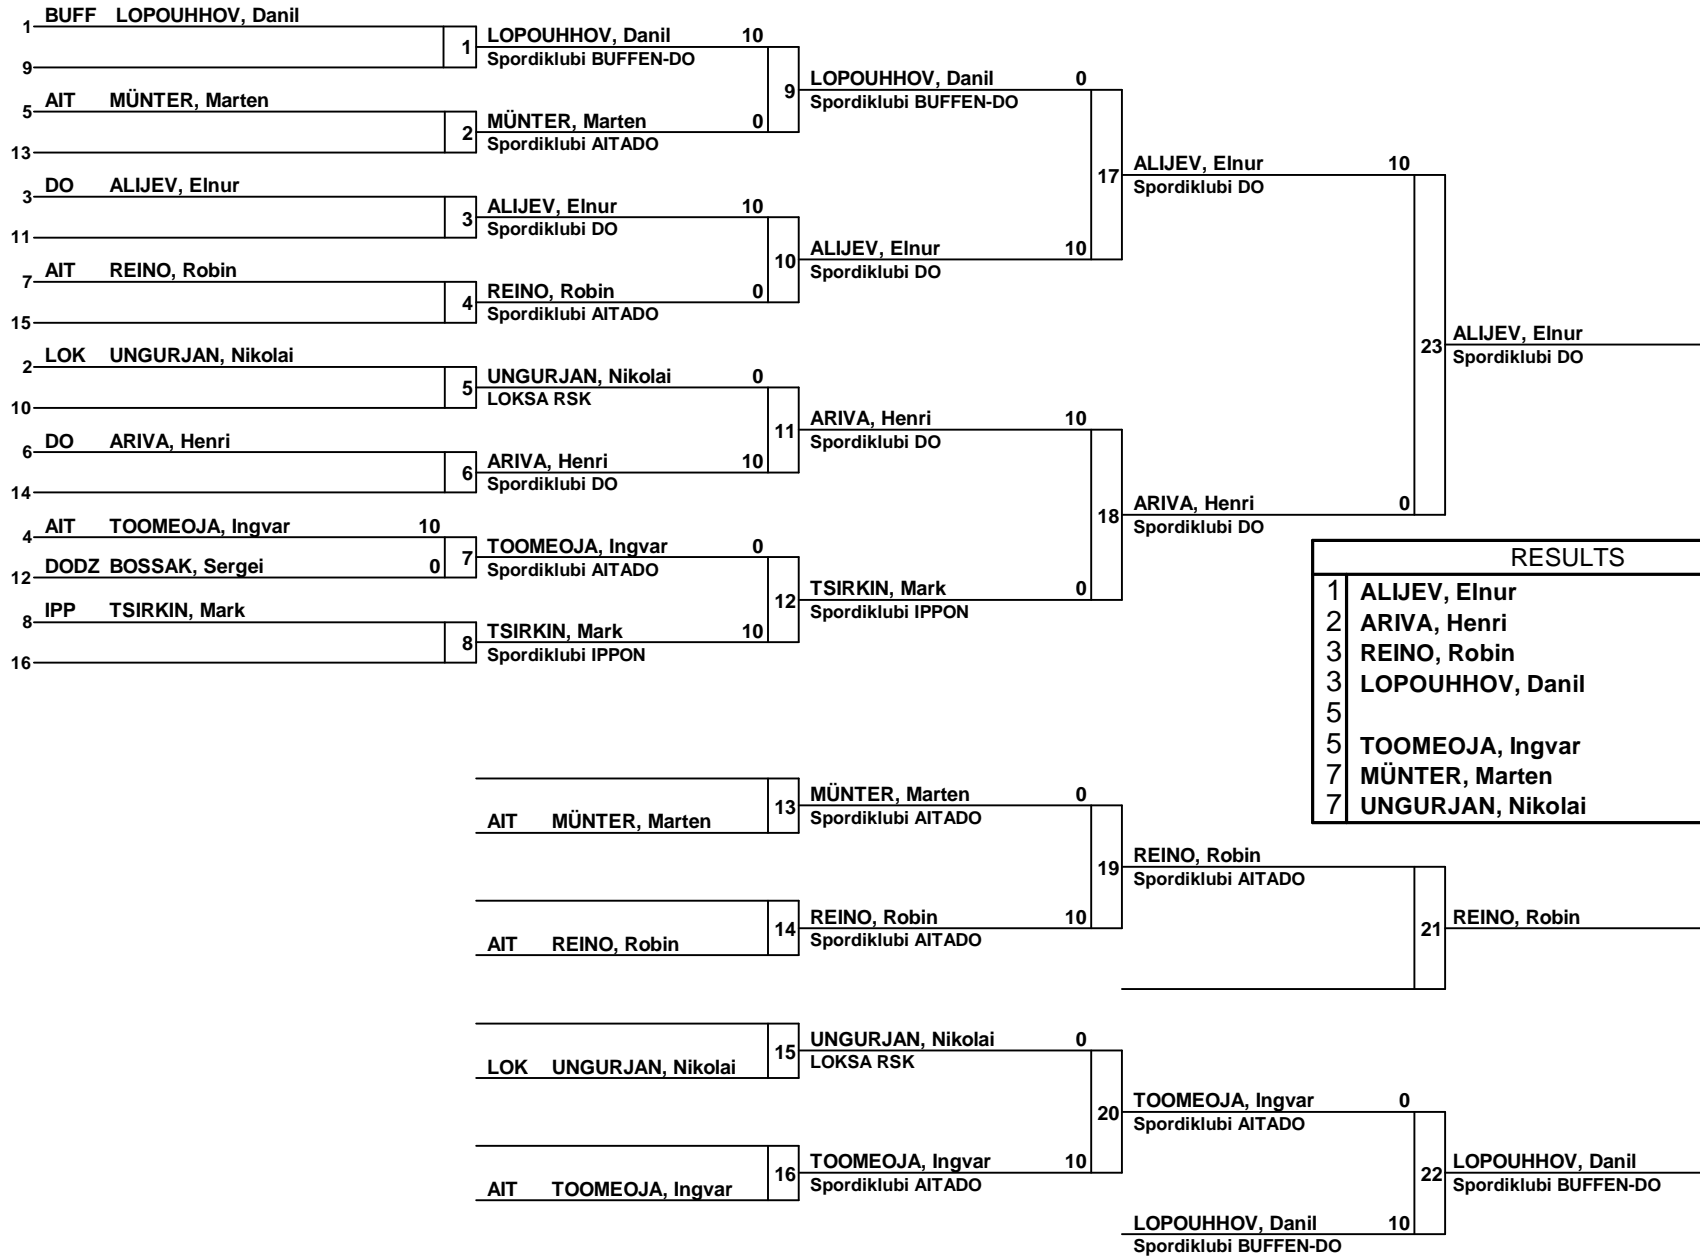 BUFF LOPOUHHOV, Danil
1
9
1
LOPOUHHOV, Danil 10
Spordiklubi BUFFEN-DO
AIT MÜNTER, Marten
5
13
2
MÜNTER, Marten 0
Spordiklubi AITADO
9
LOPOUHHOV, Danil 0
Spordiklubi BUFFEN-DO
DO ALIJEV, Elnur
3
11
3
ALIJEV, Elnur 10
Spordiklubi DO
AIT REINO, Robin
7
15
4
REINO, Robin 0
Spordiklubi AITADO
10
ALIJEV, Elnur 10
Spordiklubi DO
17
ALIJEV, Elnur 10
Spordiklubi DO
LOK UNGURJAN, Nikolai
2
10
5
UNGURJAN, Nikolai 0
LOKSA RSK
DO ARIVA, Henri
6
14
6
ARIVA, Henri 10
Spordiklubi DO
11
ARIVA, Henri 10
Spordiklubi DO
AIT TOOMEOJA, Ingvar 10
4
DODZ BOSSAK, Sergei 0
12
7
TOOMEOJA, Ingvar 0
Spordiklubi AITADO
IPP TSIRKIN, Mark
8
16
8
TSIRKIN, Mark 10
Spordiklubi IPPON
12
TSIRKIN, Mark 0
Spordiklubi IPPON
18
ARIVA, Henri 0
Spordiklubi DO
23
ALIJEV, Elnur
Spordiklubi DO
RESULTS
1 ALIJEV, Elnur
2 ARIVA, Henri
3 REINO, Robin
3 LOPOUHHOV, Danil
5
5 TOOMEOJA, Ingvar
7 MÜNTER, Marten
7 UNGURJAN, Nikolai
AIT MÜNTER, Marten
13
MÜNTER, Marten 0
Spordiklubi AITADO
AIT REINO, Robin
14
REINO, Robin 10
Spordiklubi AITADO
19
REINO, Robin
Spordiklubi AITADO
21
REINO, Robin
LOK UNGURJAN, Nikolai
15
UNGURJAN, Nikolai 0
LOKSA RSK
AIT TOOMEOJA, Ingvar
16
TOOMEOJA, Ingvar 10
Spordiklubi AITADO
20
TOOMEOJA, Ingvar 0
Spordiklubi AITADO
LOPOUHHOV, Danil 10
Spordiklubi BUFFEN-DO
22
LOPOUHHOV, Danil
Spordiklubi BUFFEN-DO